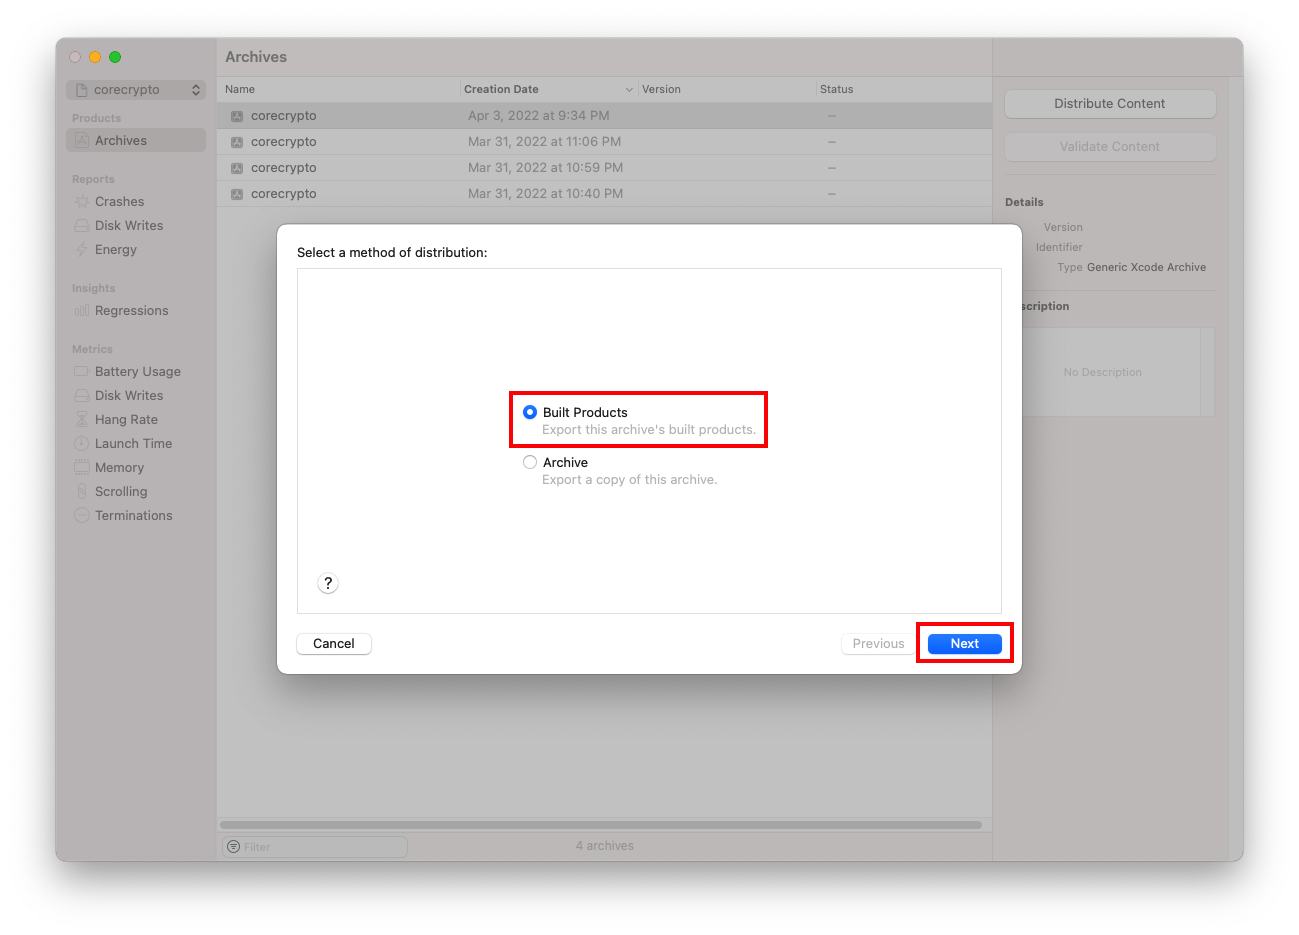 Archives
corecrypto
Name
Creation Date
Version
Status
Products
Archives
corecrypto Apr 3, 2022 at 9:34 PM –
corecrypto Mar 31, 2022 at 11:06 PM –
corecrypto Mar 31, 2022 at 10:59 PM –
corecrypto Mar 31, 2022 at 10:40 PM –
Distribute Content
Validate Content
Reports
Crashes
Disk Writes
Energy
Insights
Regressions
Metrics
Battery Usage
Disk Writes
Hang Rate
Launch Time
Memory
Scrolling
Terminations
Details
Version
Identifier
Type Generic Xcode Archive
scription
No Description
Select a method of distribution:
Built Products
Export this archive's built products.
Archive
Export a copy of this archive.
?
Cancel
Previous
Next
Filter
4 archives